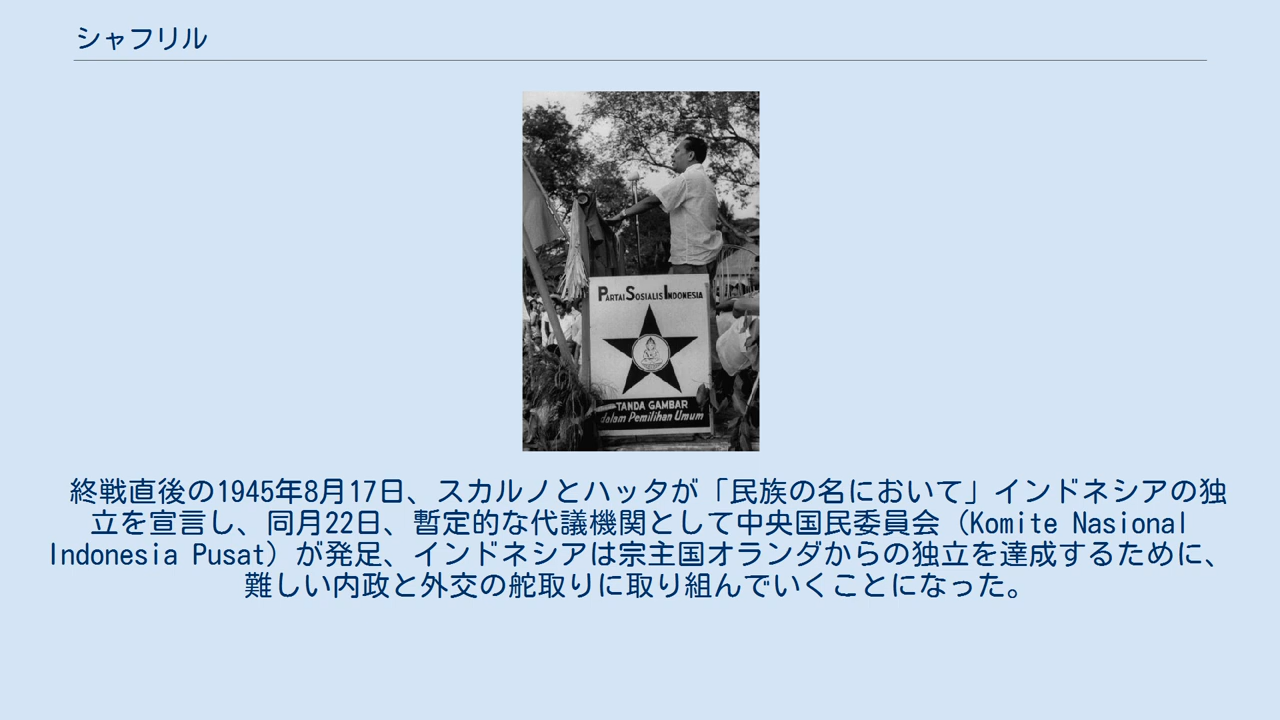 シャフリル
PARTAI SOSIALIS INDONESIA
TANDA GAMBAR
dalam Pemilihan Umum
終戦直後の1945年8月17日、スカルノとハッタが「民族の名において」インドネシアの独
立を宣言し、同月22日、暫定的な代議機関として中央国民委員会（Komite Nasional
Indonesia Pusat）が発足、インドネシアは宗主国オランダからの独立を達成するために、
難しい内政と外交の舵取りに取り組んでいくことになった。